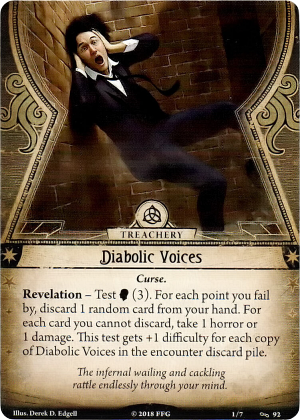 TREACHERY
Diabolic Voices
Curse.
Revelation – Test (3). For each point you fail
by, discard 1 random card from your hand. For
each card you cannot discard, take 1 horror or
1 damage. This test gets +1 difficulty for each
copy of Diabolic Voices in the encounter discard pile.
The infernal wailing and cackling
rattle endlessly through your mind.
Illus. Derek D. Edgell © 2018 FFG 1/7 92